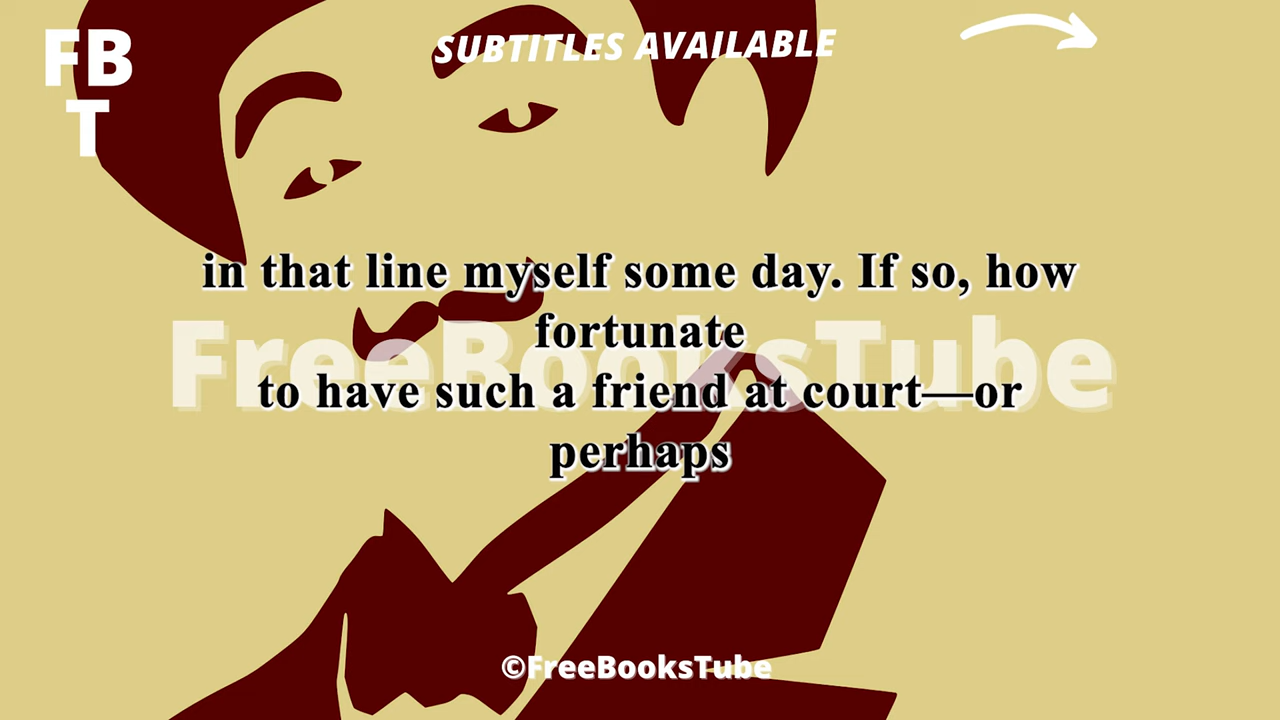 FB
T
SUBTITLES AVAILABLE
in that line myself some day. If so, how
fortunate
FreeBooksTube
to have such a friend at court—or
perhaps
©FreeBooksTube